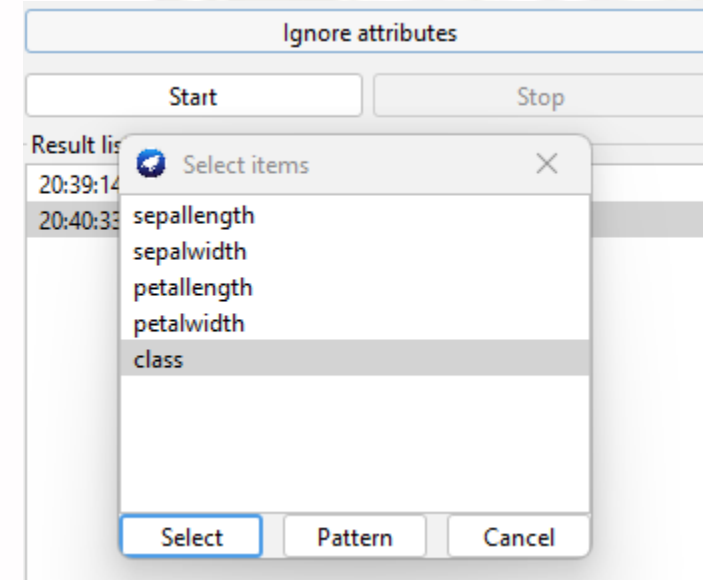 Ignore attributes
Start Stop
Result lis
Select items
20:39:14
20:40:33
sepallength
sepalwidth
petallength
petalwidth
class
Select Pattern Cancel